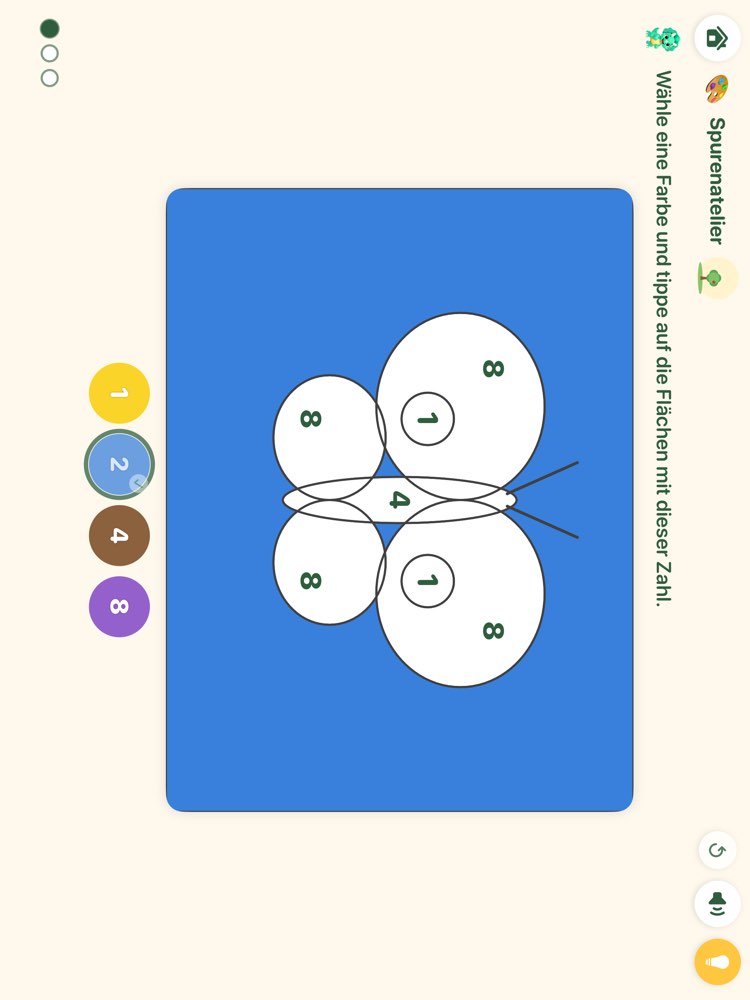 Spurenatelier
Wähle eine Farbe und tippe auf die Flächen mit dieser Zahl.
8 8
1 1
4
8 8
1 2 4 8